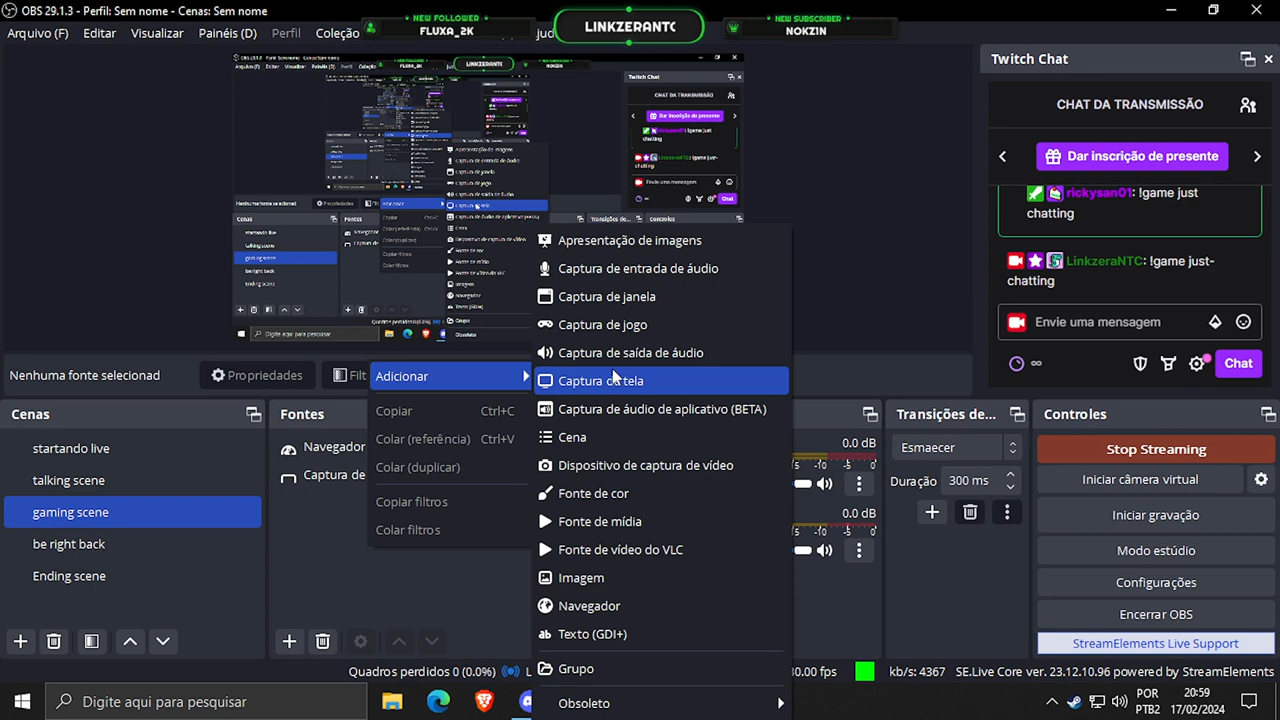 OBS 29.1.3 - Perfil: Sem nome - Cenas: Sem nome
Arquivo (F)
Editar
Visualizar
Painéis (D)
Perfil
Coleção
NEW FOLLOWER
FLUXA_2K
LINKZERANTC
NEW SUBSCRIBER
NOKZ1N
Twitch Chat
CHAT DA TRANSMISSÃO
Dar inscrição de presente
rickysan01: !game just
chatting
LinkzeraNTC: !game just-
chatting
Envie uma mensagem
Chat
Nenhuma fonte selecionad
Propriedades
Filt
Adicionar
Copiar Ctrl+C
Colar (referência) Ctrl+V
Colar (duplicar)
Copiar filtros
Colar filtros
Apresentação de imagens
Captura de entrada de áudio
Captura de janela
Captura de jogo
Captura de saída de áudio
Captura de tela
Captura de áudio de aplicativo (BETA)
Cena
Dispositivo de captura de vídeo
Fonte de cor
Fonte de mídia
Fonte de vídeo do VLC
Imagem
Navegador
Texto (GDI+)
Grupo
Obsoleto
Cenas
startando live
talking scene
gaming scene
be right back
Ending scene
Fontes
Navegador
Captura de
0.0 dB
-5 0
0.0 dB
-10 -5 0
Transições de...
Esmaecer
Duração 300 ms
Controles
Stop Streaming
Iniciar câmera virtual
Iniciar gravação
Modo estúdio
Configurações
Encerrar OBS
StreamElements Live Support
Quadros perdidos 0 (0.0%)
kb/s: 4367
SE.Live Core ver. 23.12.10.96 powered by StreamElements
Digite aqui para pesquisar
POR
PTB2
20:59
17/02/2024